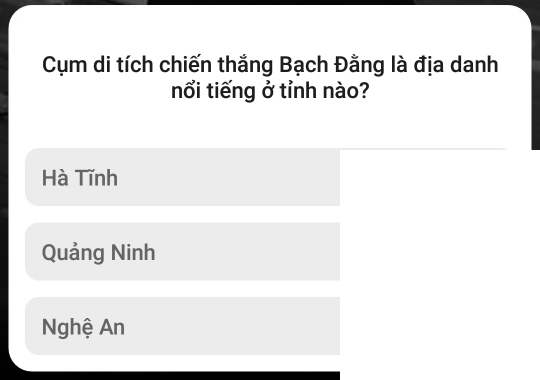 Cụm di tích chiến thắng Bạch Đằng là địa danh
nổi tiếng ở tỉnh nào?
Hà Tĩnh
Quảng Ninh
Nghệ An